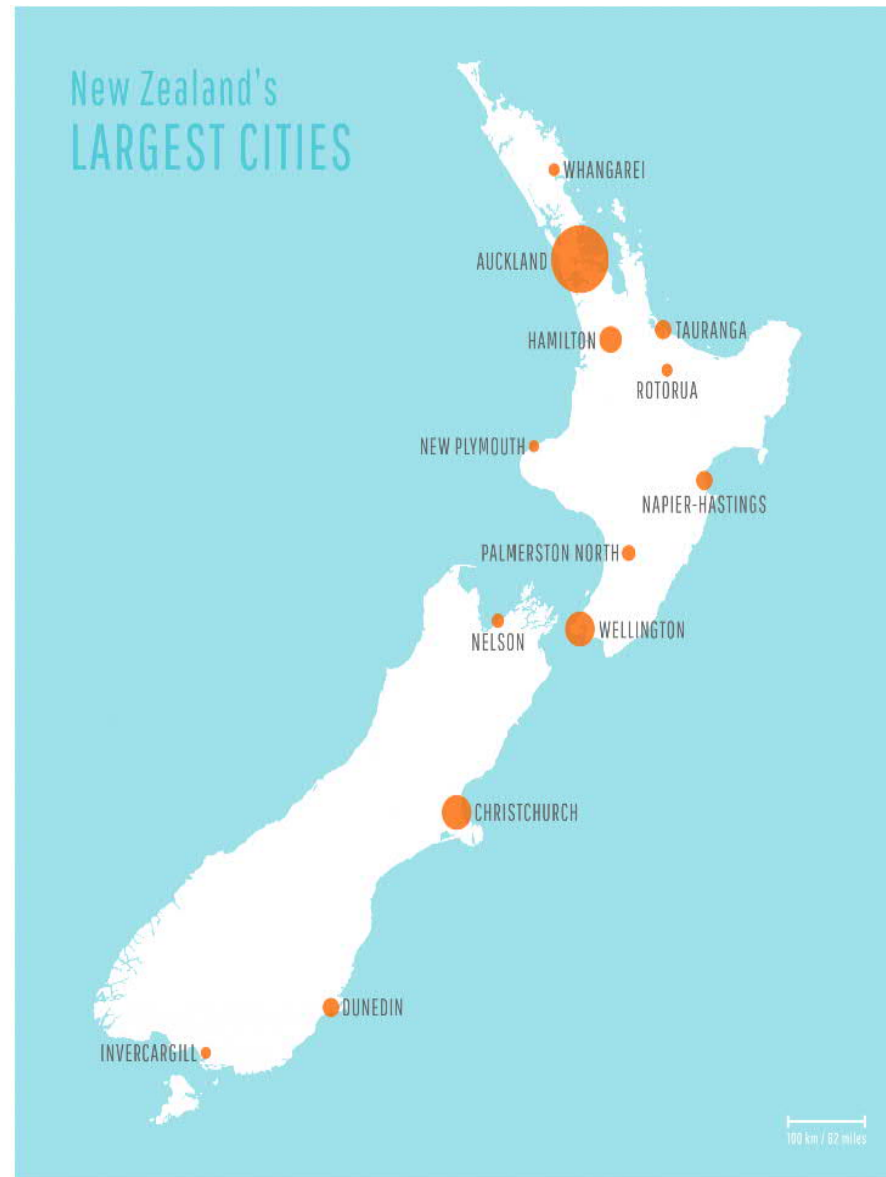 New Zealand's
LARGEST CITIES
WHANGAREI
AUCKLAND
TAURANGA
HAMILTON
ROTORUA
NEW PLYMOUTH
NAPIER-HASTINGS
PALMERSTON NORTH
WELLINGTON
NELSON
CHRISTCHURCH
DUNEDIN
INVERCARGILL
100 km / 62 miles